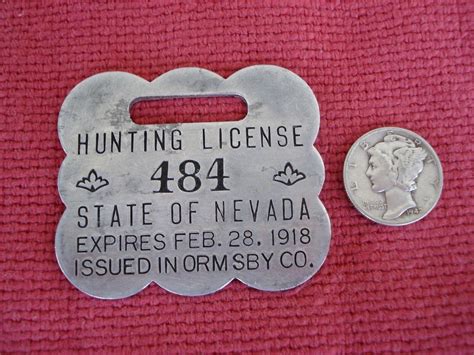 HUNTING LICENSE
484
STATE OF NEVADA
EXPIRES FEB. 28. 1918
ISSUED IN ORMSBY CO.